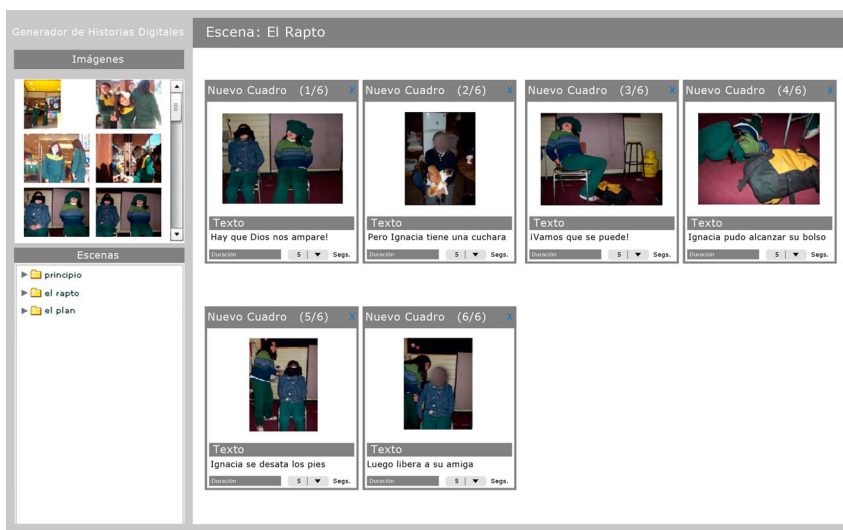 Generador de Historias Digitales
Imágenes
Escenas
principio
el rapto
el plan
Escena: El Rapto
Nuevo Cuadro (1/6) X
Texto
Hay que Dios nos ampare!
Duración 5 Segs.
Nuevo Cuadro (2/6) X
Texto
Pero Ignacia tiene una cuchara
Duración 5 Segs.
Nuevo Cuadro (3/6) X
Texto
¡Vamos que se puede!
Duración 5 Segs.
Nuevo Cuadro (4/6) X
Texto
Ignacia pudo alcanzar su bolso
Duración 5 Segs.
Nuevo Cuadro (5/6) X
Texto
Ignacia se desata los pies
Duración 5 Segs.
Nuevo Cuadro (6/6) X
Texto
Luego libera a su amiga
Duración 5 Segs.